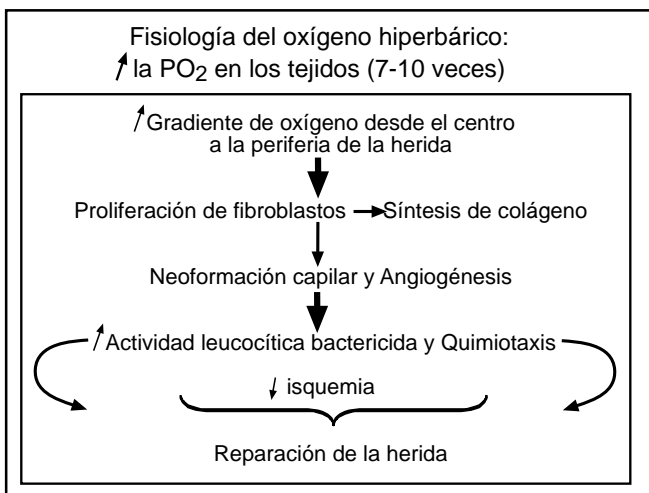 Fisiología del oxígeno hiperbárico:
la PO2 en los tejidos (7-10 veces)
Gradiente de oxígeno desde el centro
a la periferia de la herida
Proliferación de fibroblastos Síntesis de colágeno
Neoformación capilar y Angiogénesis
Actividad leucocítica bactericida y Quimiotaxis
isquemia
Reparación de la herida